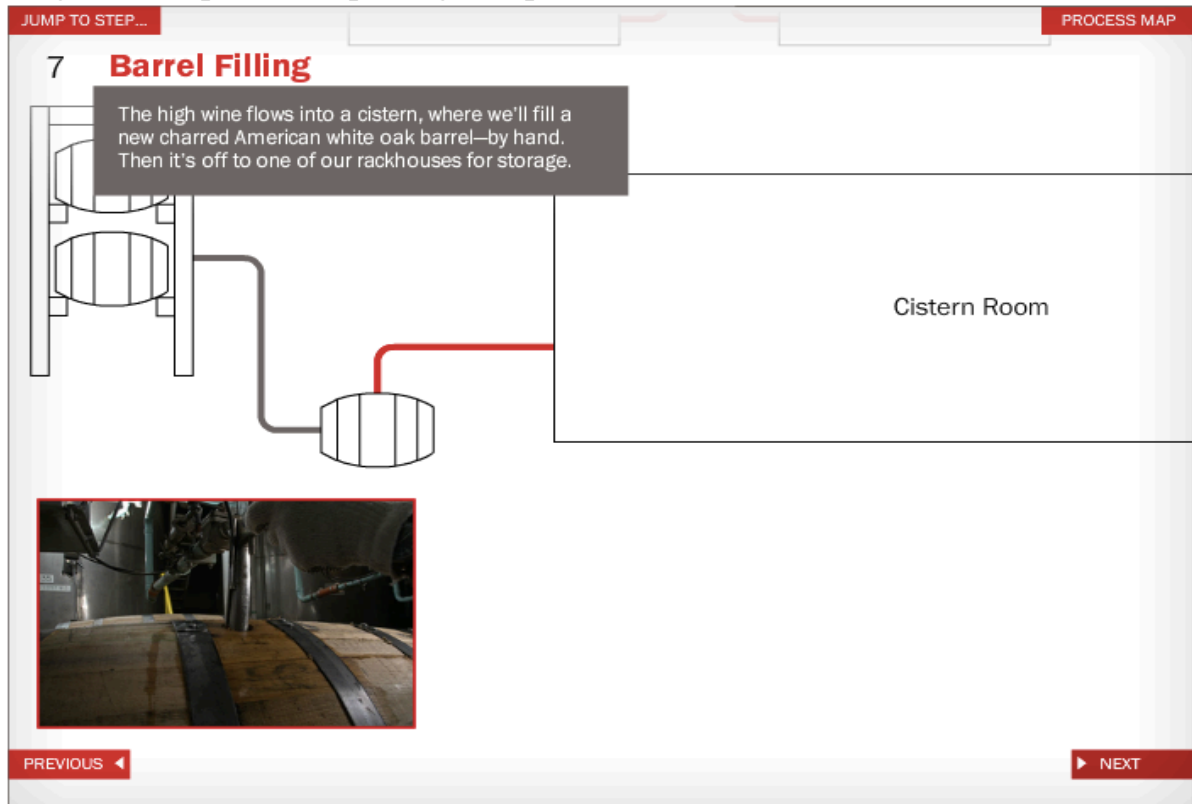 JUMP TO STEP...
PROCESS MAP
7 Barrel Filling
The high wine flows into a cistern, where we'll fill a
new charred American white oak barrel—by hand.
Then it's off to one of our rackhouses for storage.
Cistern Room
PREVIOUS
NEXT